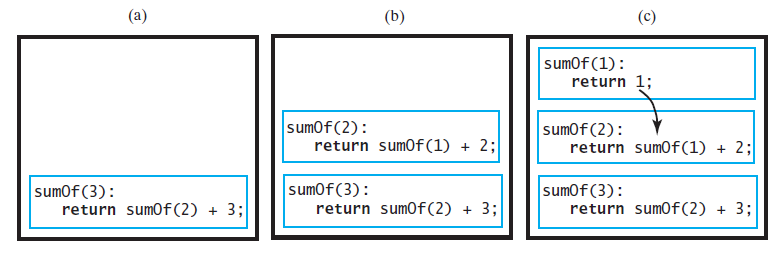 (a)
sumOf(3):
return sumOf(2) + 3;
(b)
sumOf(2):
return sumOf(1) + 2;
sumOf(3):
return sumOf(2) + 3;
(c)
sumOf(1):
return 1;
sumOf(2):
return sumOf(1) + 2;
sumOf(3):
return sumOf(2) + 3;